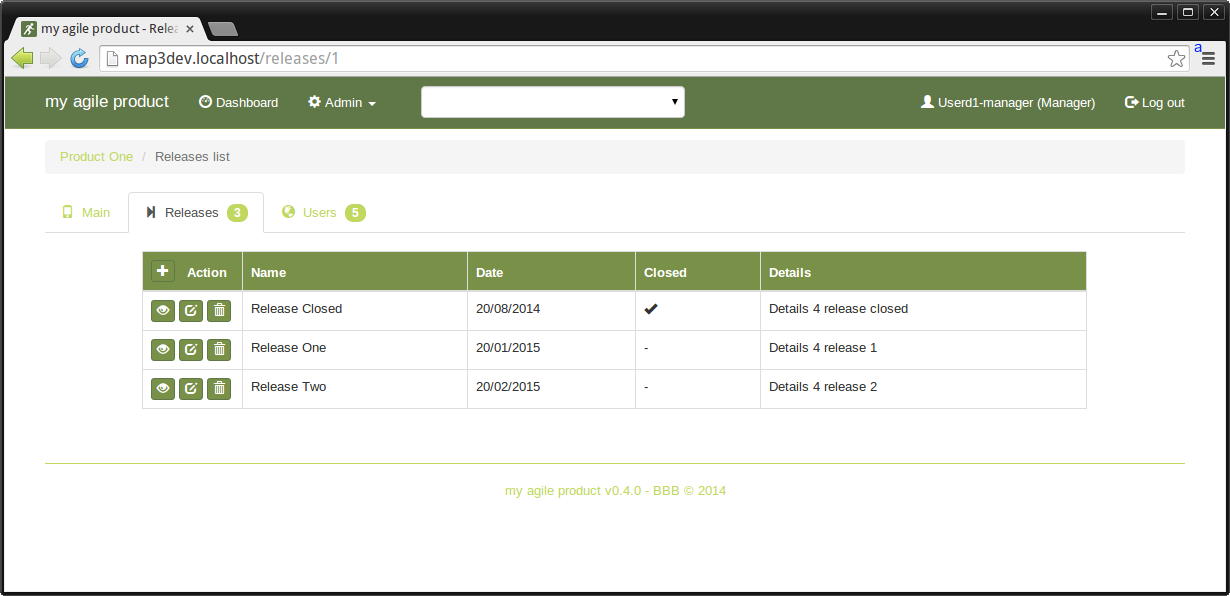 my agile product - Relea
a
map3dev.localhost/releases/1
my agile product Dashboard Admin Userd1-manager (Manager) Log out
Product One / Releases list
Main Releases 3 Users 5
Action Name Date Closed Details
Release Closed 20/08/2014 Details 4 release closed
Release One 20/01/2015 - Details 4 release 1
Release Two 20/02/2015 - Details 4 release 2
my agile product v0.4.0 - BBB © 2014